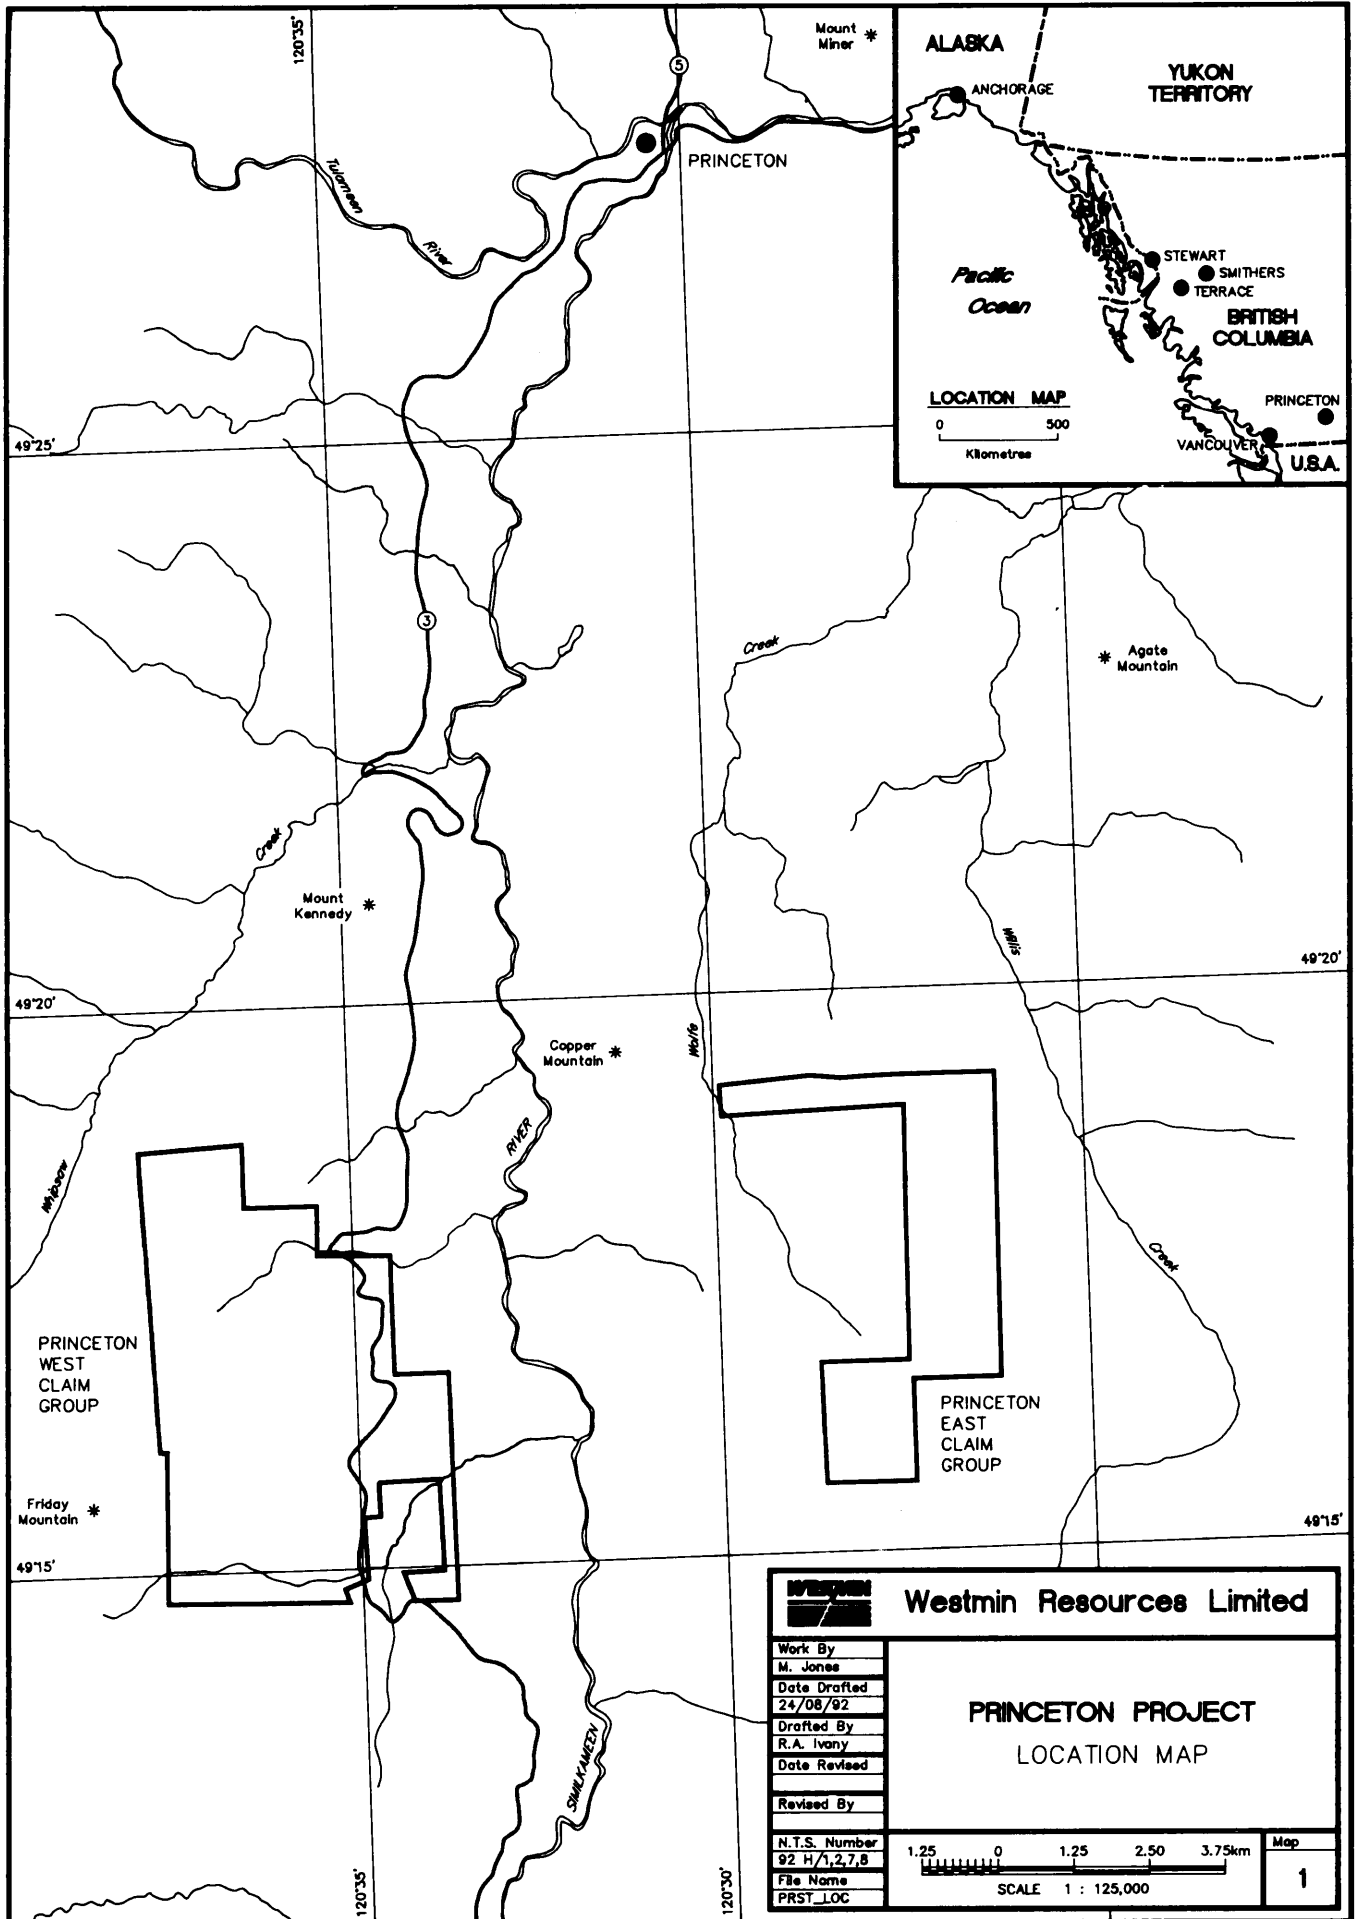 120°35'
Mount
Miner
5
PRINCETON
Tulameen
River
ALASKA
YUKON
TERRITORY
ANCHORAGE
STEWART
SMITHERS
TERRACE
Pacific
Ocean
BRITISH
COLUMBIA
LOCATION MAP
0 500
Kilometres
PRINCETON
VANCOUVER
U.S.A.
49°25'
3
Creek
Agate
Mountain
Creek
Mount
Kennedy
Willis
49°20'
49°20'
Copper
Mountain
Wolfe
RIVER
Whipsaw
Creek
PRINCETON
WEST
CLAIM
GROUP
PRINCETON
EAST
CLAIM
GROUP
Friday
Mountain
49°15'
49°15'
SIMILKAMEEN
120°35'
120°30'
WESTMIN
Westmin Resources Limited
Work By
M. Jones
Date Drafted
24/08/92
Drafted By
R.A. Ivany
Date Revised
Revised By
N.T.S. Number
92 H/1,2,7,8
File Name
PRST_LOC
PRINCETON PROJECT
LOCATION MAP
1.25 0 1.25 2.50 3.75km
SCALE 1 : 125,000
Map
1